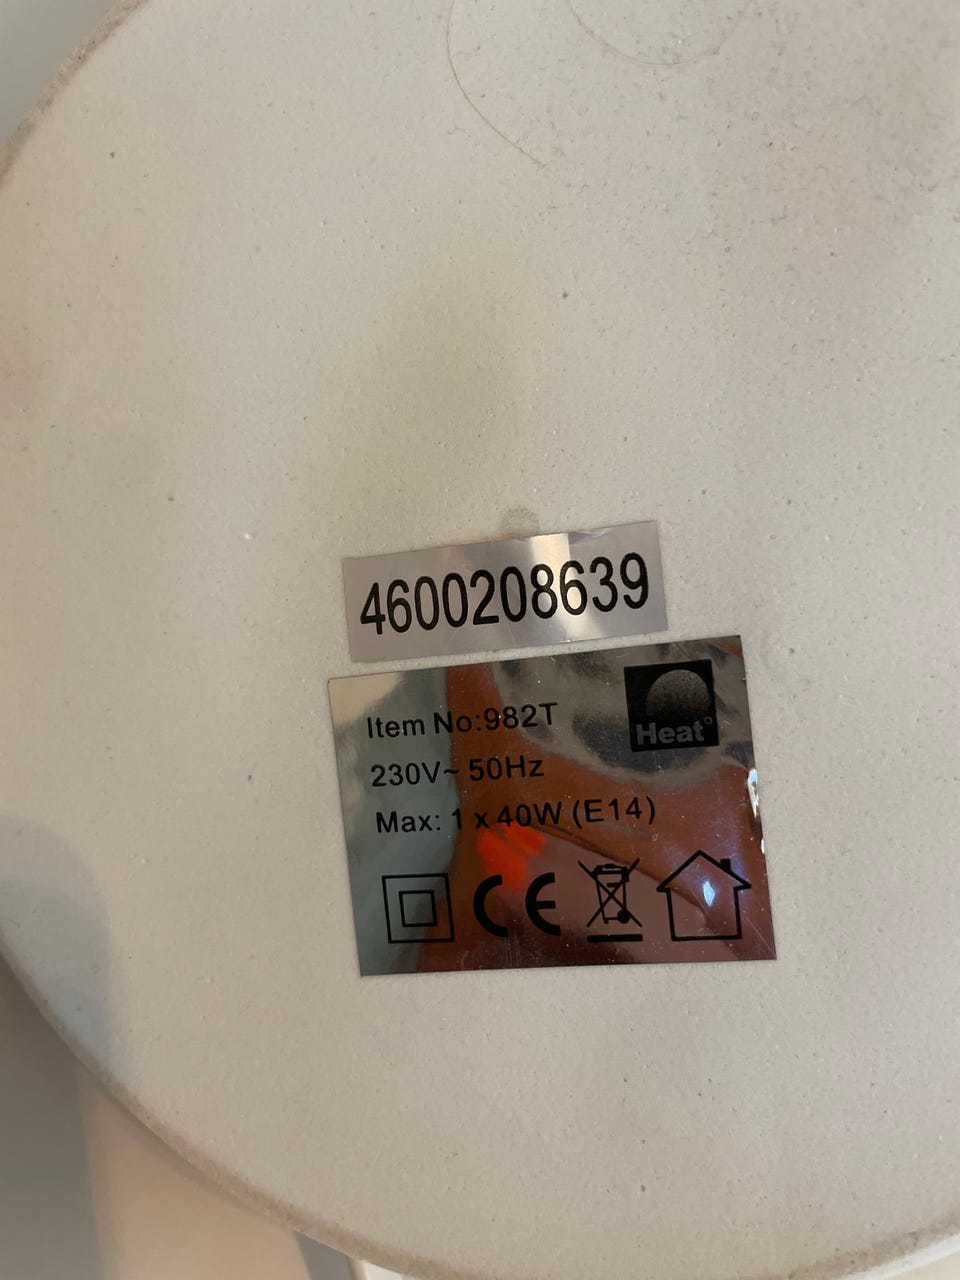 4600208639
Item No:982T
Heat°
230V~ 50Hz
Max: 1 x 40W (E14)
CE